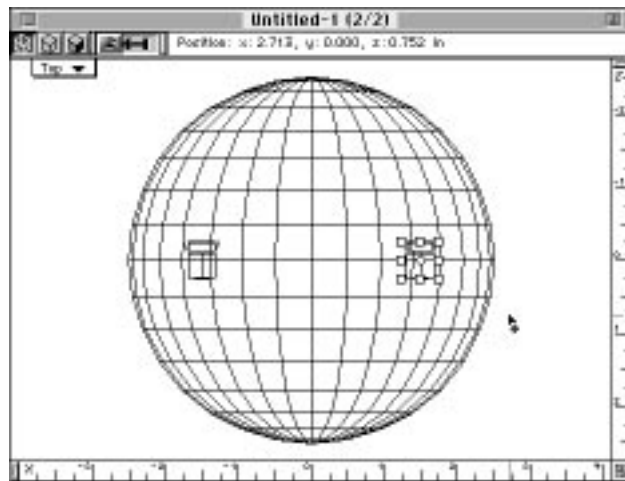 Untitled-1 (2/2)
Position: x:2.713, y:0.000, z:0.752 in
Top